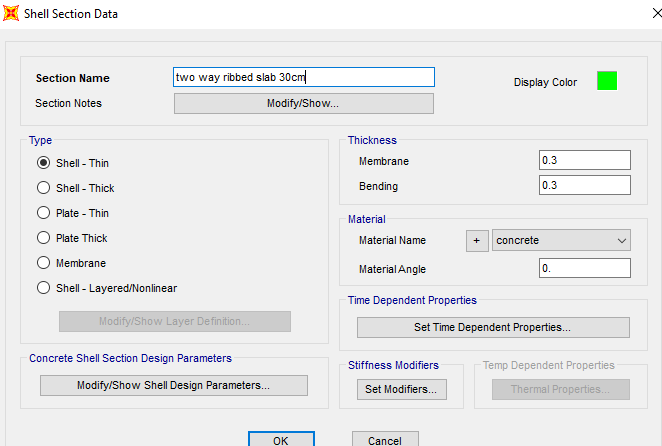 Shell Section Data
Section Name
two way ribbed slab 30cm
Display Color
Section Notes
Modify/Show...
Type
Shell - Thin
Shell - Thick
Plate - Thin
Plate Thick
Membrane
Shell - Layered/Nonlinear
Modify/Show Layer Definition...
Concrete Shell Section Design Parameters
Modify/Show Shell Design Parameters...
Thickness
Membrane
0.3
Bending
0.3
Material
Material Name
+
concrete
Material Angle
0.
Time Dependent Properties
Set Time Dependent Properties...
Stiffness Modifiers
Set Modifiers...
Temp Dependent Properties
Thermal Properties...
OK
Cancel